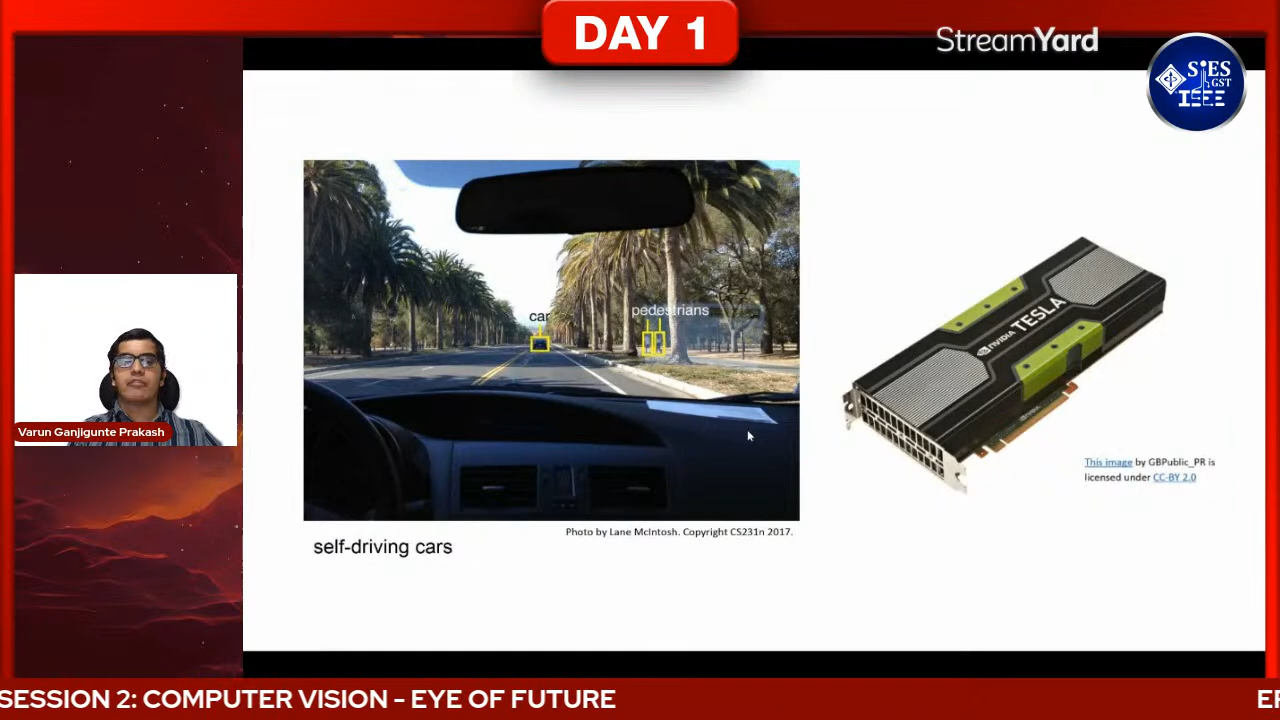 DAY 1
StreamYard
SIES
GST
IEEE
car
pedestrians
NVIDIA TESLA
This image by GBPublic_PR is
licensed under CC-BY 2.0
Varun Ganjigunte Prakash
Photo by Lane McIntosh. Copyright CS231n 2017.
self-driving cars
SESSION 2: COMPUTER VISION – EYE OF FUTURE